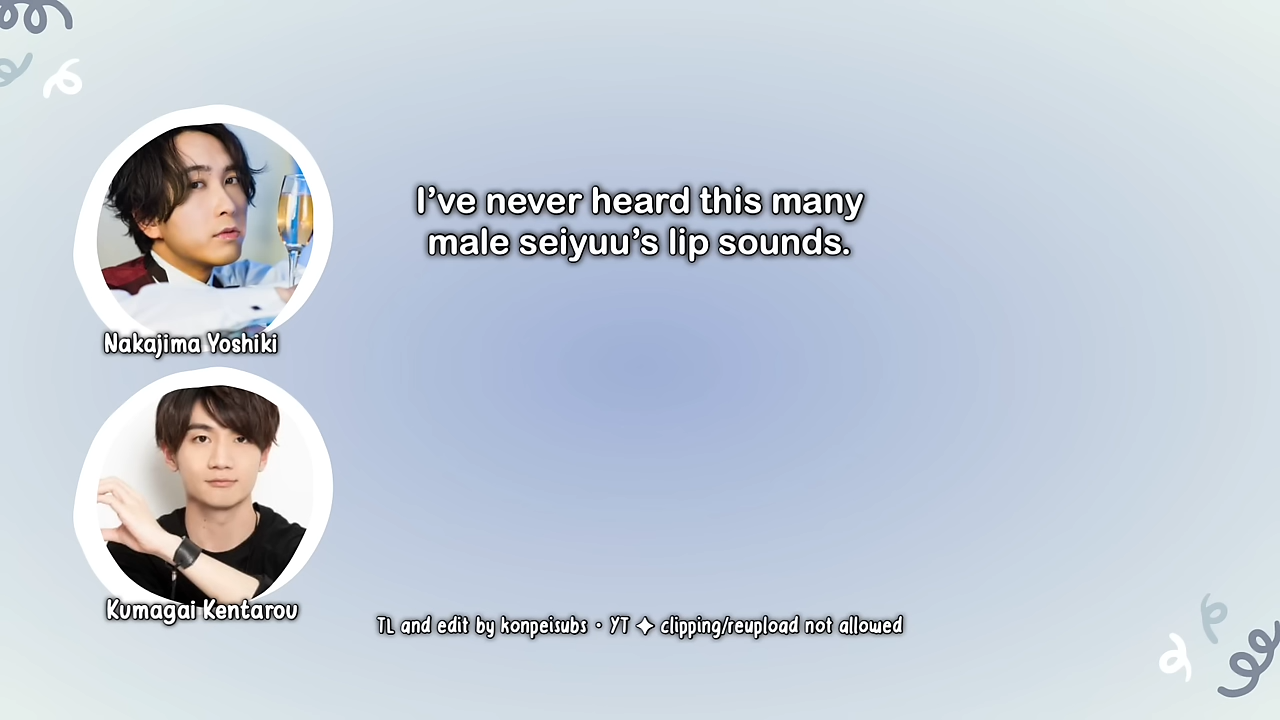 I’ve never heard this many
male seiyuu’s lip sounds.
Nakajima Yoshiki
Kumagai Kentarou
TL and edit by konpeisubs • YT ✦ clipping/reupload not allowed